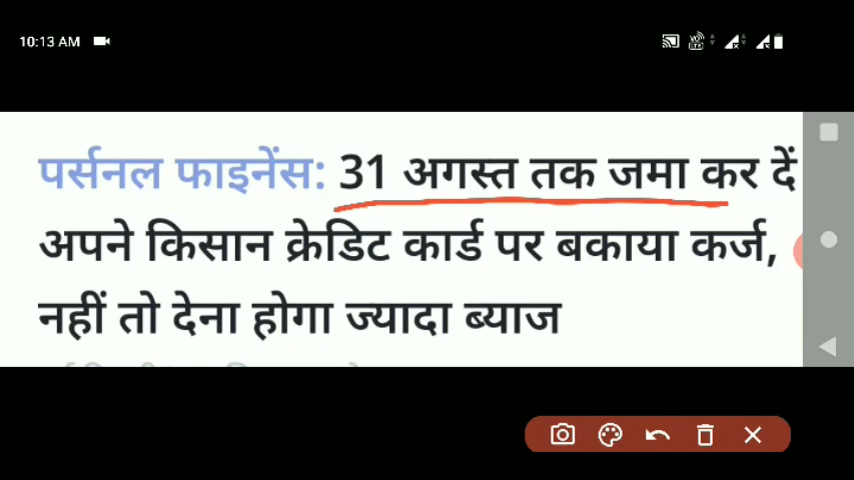 10:13 AM
पर्सनल फाइनेंस: 31 अगस्त तक जमा कर दें
अपने किसान क्रेडिट कार्ड पर बकाया कर्ज,
नहीं तो देना होगा ज्यादा ब्याज